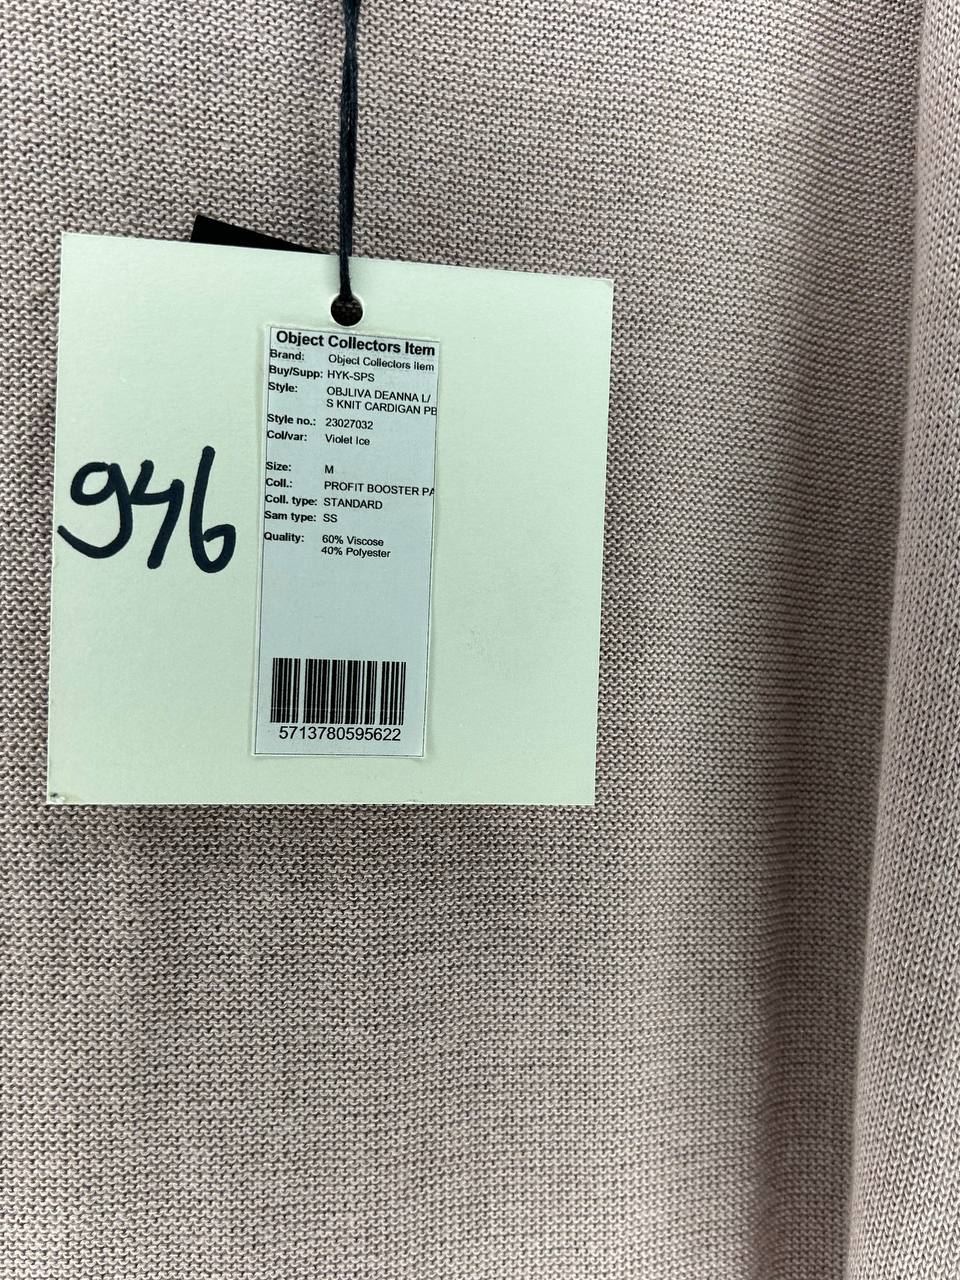 Object Collectors Item
Brand: Object Collectors Item
Buy/Supp: HYK-SPS
Style: OBJLIVA DEANNA L/
S KNIT CARDIGAN PB
Style no.: 23027032
Col/var: Violet Ice
Size: M
Coll.: PROFIT BOOSTER PA
Coll. type: STANDARD
Sam type: SS
Quality: 60% Viscose
40% Polyester
5713780595622
946